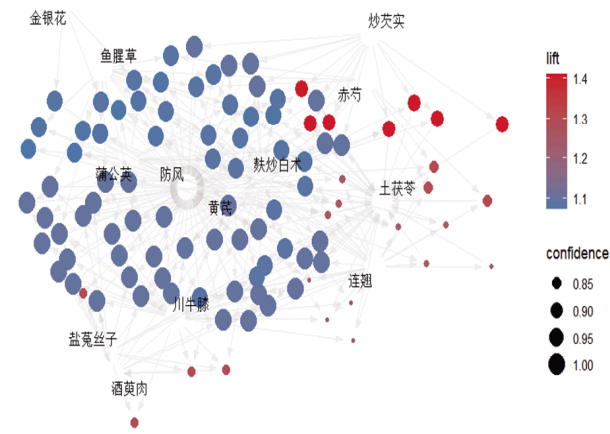 金银花
炒芡实
鱼腥草
赤芍
蒲公英
防风
麸炒白术
土茯苓
黄芪
连翘
川牛膝
盐菟丝子
酒萸肉
lift
1.4
1.3
1.2
1.1
confidence
0.85
0.90
0.95
1.00